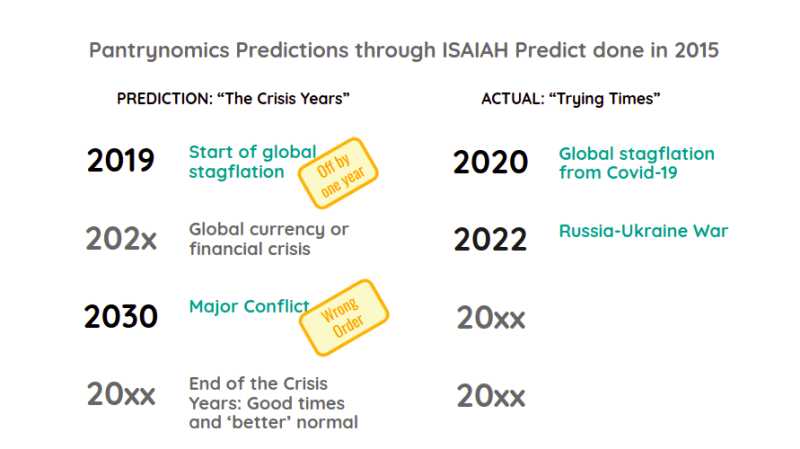 Pantrynomics Predictions through ISAIAH Predict done in 2015
PREDICTION: “The Crisis Years”
2019
Start of global
stagflation
Off by
one year
202x
Global currency or
financial crisis
2030
Major Conflict
Wrong
Order
20xx
End of the Crisis
Years: Good times
and ‘better’ normal
ACTUAL: “Trying Times”
2020
Global stagflation
from Covid-19
2022
Russia-Ukraine War
20xx
20xx